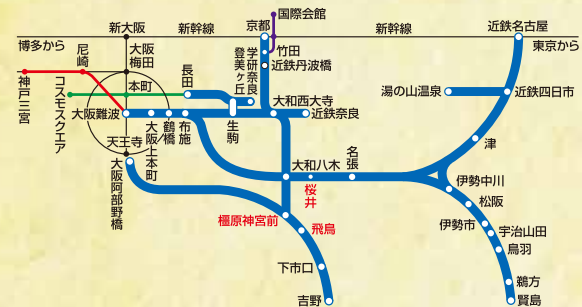 国際会館
新大阪
新幹線
京都
新幹線
近鉄名古屋
博多から
東京から
尼崎
大阪梅田
竹田
近鉄丹波橋
学研奈良登美ヶ丘
長田
本町
神戸三宮
コスモスクエア
湯の山温泉
近鉄四日市
大阪難波
大和西大寺
近鉄奈良
天王寺
大阪上本町
鶴橋
布施
生駒
津
大阪阿部野橋
大和八木
名張
桜井
伊勢中川
松阪
橿原神宮前
飛鳥
伊勢市
宇治山田
鳥羽
下市口
鵜方
吉野
賢島